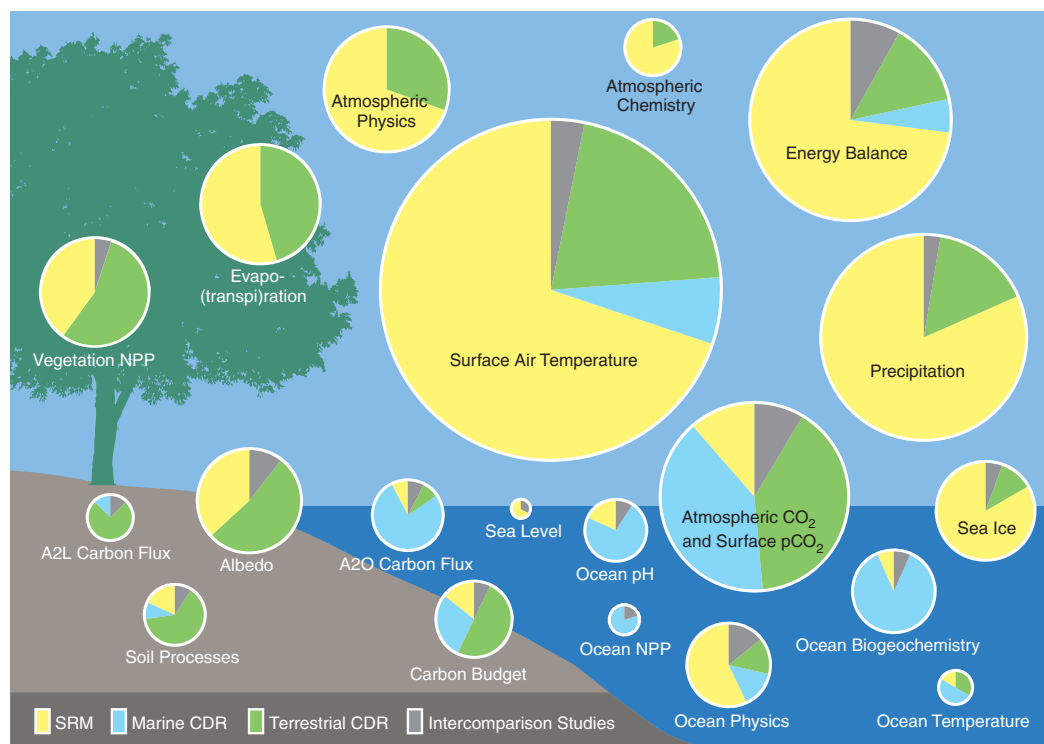 Atmospheric
Physics
Atmospheric
Chemistry
Energy Balance
Evapo-
(transpi)ration
Vegetation NPP
Surface Air Temperature
Precipitation
A2L Carbon Flux
Albedo
A2O Carbon Flux
Sea Level
Ocean pH
Atmospheric CO₂
and Surface pCO₂
Sea Ice
Soil Processes
Carbon Budget
Ocean NPP
Ocean Physics
Ocean Biogeochemistry
Ocean Temperature
SRM Marine CDR Terrestrial CDR Intercomparison Studies